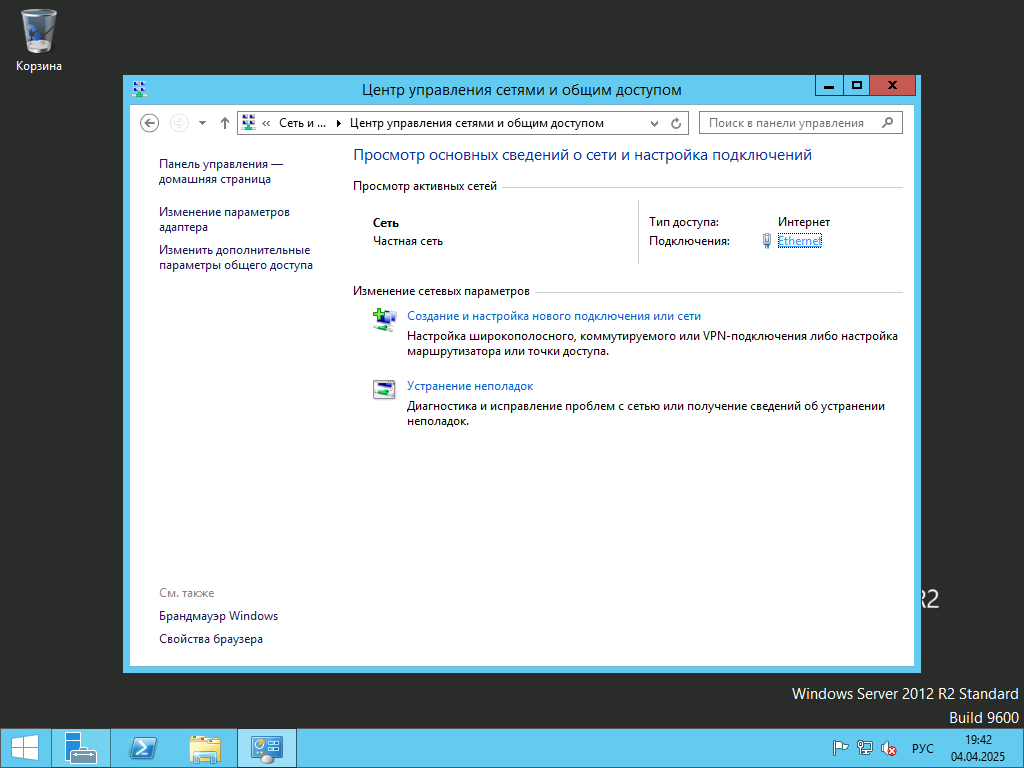 Корзина
Центр управления сетями и общим доступом
« Сеть и ... Центр управления сетями и общим доступом
Поиск в панели управления
Панель управления —
домашняя страница
Изменение параметров
адаптера
Изменить дополнительные
параметры общего доступа
Просмотр основных сведений о сети и настройка подключений
Просмотр активных сетей
Сеть
Частная сеть
Тип доступа: Интернет
Подключения: Ethernet
Изменение сетевых параметров
Создание и настройка нового подключения или сети
Настройка широкополосного, коммутируемого или VPN-подключения либо настройка
маршрутизатора или точки доступа.
Устранение неполадок
Диагностика и исправление проблем с сетью или получение сведений об устранении
неполадок.
См. также
Брандмауэр Windows
Свойства браузера
R2
Windows Server 2012 R2 Standard
Build 9600
РУС
19:42
04.04.2025